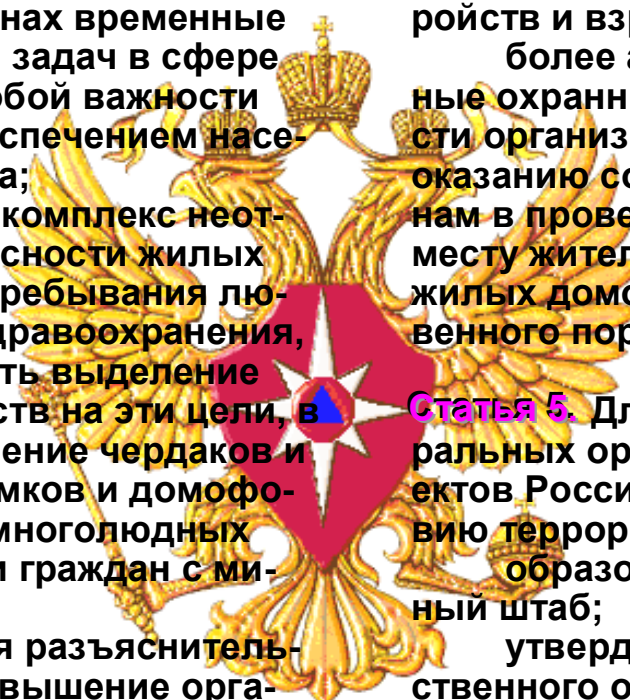 нах временные
задач в сфере
бой важности
спечением насе-
а;
комплекс неот-
сности жилых
ребывания лю-
дравоохранения,
ть выделение
ств на эти цели, в
ение чердаков и
мков и домофо-
многолюдных
и граждан с ми-
я разъяснитель-
вышение орга-
ройств и вз
более
ные охранн
сти организ
оказанию со
нам в прове
месту жител
жилых домо
венного пор
Статья 5. Дл
ральных ор
ектов Росси
вию террор
образо
ный штаб;
утверд
ственного о